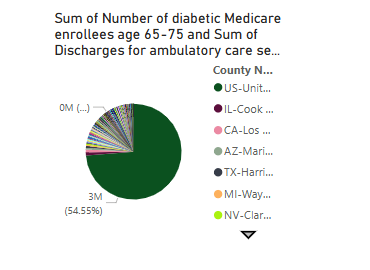 Sum of Number of diabetic Medicare
enrollees age 65-75 and Sum of
Discharges for ambulatory care se...
County N...
US-Unit...
0M (...)
IL-Cook ...
CA-Los ...
AZ-Mari...
TX-Harri...
MI-Way...
3M
(54.55%)
NV-Clar...